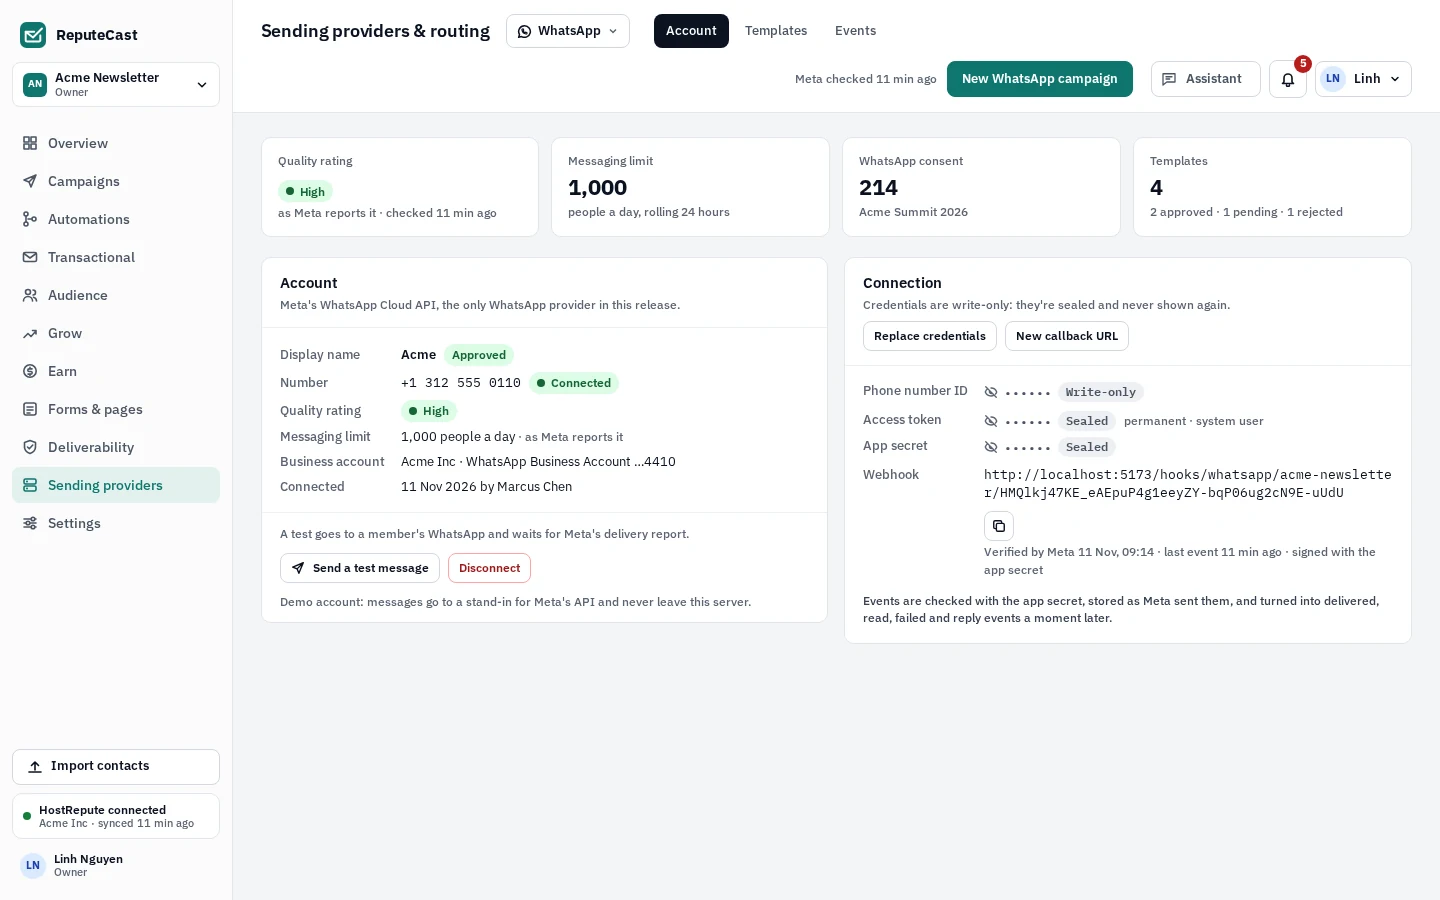 ReputeCast
AN
Acme Newsletter
Owner
Overview
Campaigns
Automations
Transactional
Audience
Grow
Earn
Forms & pages
Deliverability
Sending providers
Settings
Import contacts
HostRepute connected
Acme Inc · synced 11 min ago
LN
Linh Nguyen
Owner
Sending providers & routing
WhatsApp
Account
Templates
Events
Meta checked 11 min ago
New WhatsApp campaign
Assistant
5
LN
Linh
Quality rating
High
as Meta reports it · checked 11 min ago
Messaging limit
1,000
people a day, rolling 24 hours
WhatsApp consent
214
Acme Summit 2026
Templates
4
2 approved · 1 pending · 1 rejected
Account
Meta's WhatsApp Cloud API, the only WhatsApp provider in this release.
Display name Acme Approved
Number +1 312 555 0110 Connected
Quality rating High
Messaging limit 1,000 people a day · as Meta reports it
Business account Acme Inc · WhatsApp Business Account …4410
Connected 11 Nov 2026 by Marcus Chen
A test goes to a member's WhatsApp and waits for Meta's delivery report.
Send a test message
Disconnect
Demo account: messages go to a stand-in for Meta's API and never leave this server.
Connection
Credentials are write-only: they're sealed and never shown again.
Replace credentials
New callback URL
Phone number ID •••••• Write-only
Access token •••••• Sealed permanent · system user
App secret •••••• Sealed
Webhook http://localhost:5173/hooks/whatsapp/acme-newslette
r/HMQlkj47KE_eAEpuP4g1eeyZY-bqP06ug2cN9E-uUdU
Verified by Meta 11 Nov, 09:14 · last event 11 min ago · signed with the
app secret
Events are checked with the app secret, stored as Meta sent them, and turned into delivered,
read, failed and reply events a moment later.